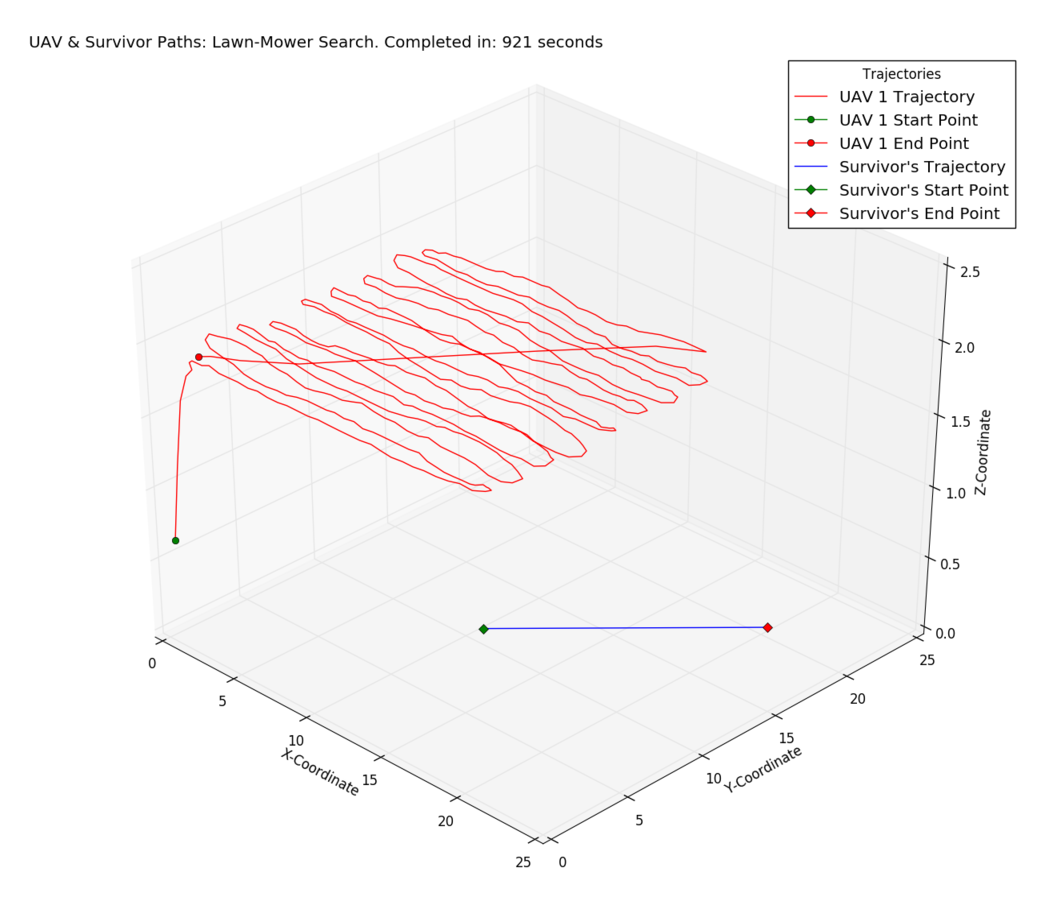 UAV & Survivor Paths: Lawn-Mower Search. Completed in: 921 seconds
Trajectories
UAV 1 Trajectory
UAV 1 Start Point
UAV 1 End Point
Survivor's Trajectory
Survivor's Start Point
Survivor's End Point
2.5
2.0
1.5
1.0
0.5
0.0
Z-Coordinate
0
5
10
15
20
25
X-Coordinate
0
5
10
15
20
25
Y-Coordinate